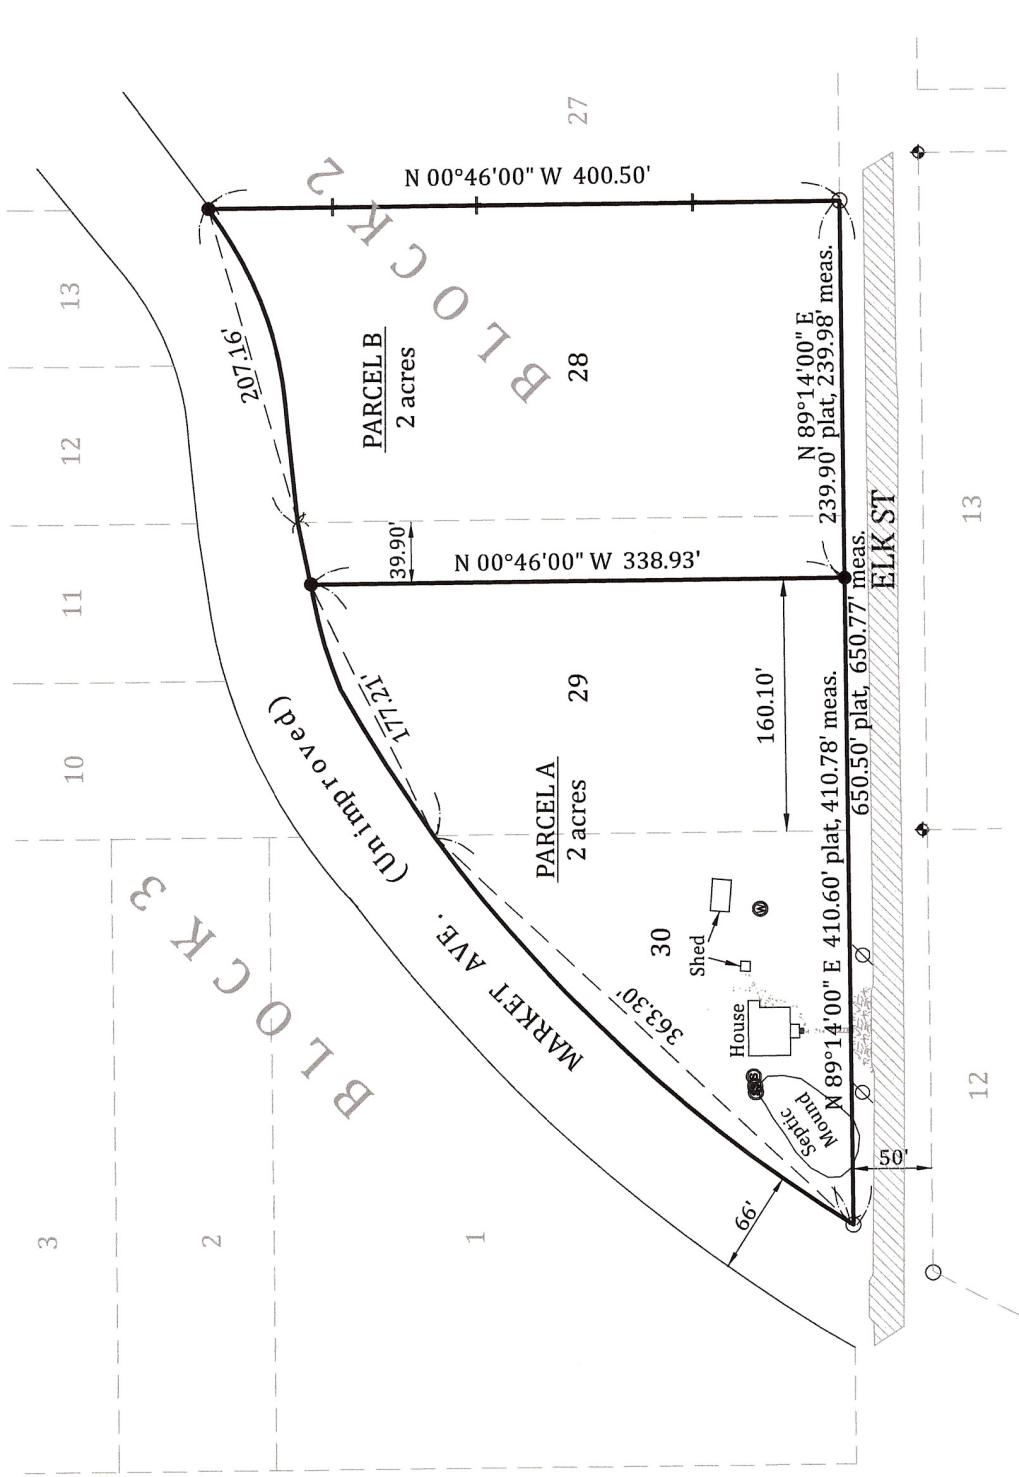 27
N 00°46'00" W 400.50'
BLOCK 2
13
207.16'
PARCEL B
2 acres
28
N 89°14'00" E
239.90' plat, 239.98' meas.
12
39.90'
N 00°46'00" W 338.93'
ELK ST
13
11
(Unimproved)
177.21'
29
160.10'
650.50' plat, 650.77' meas.
10
PARCEL A
2 acres
N 89°14'00" E 410.60' plat, 410.78' meas.
BLOCK 3
MARKET AVE.
30
Shed
W
363.30'
House
S
Septic
Mound
12
50'
66'
3
2
1